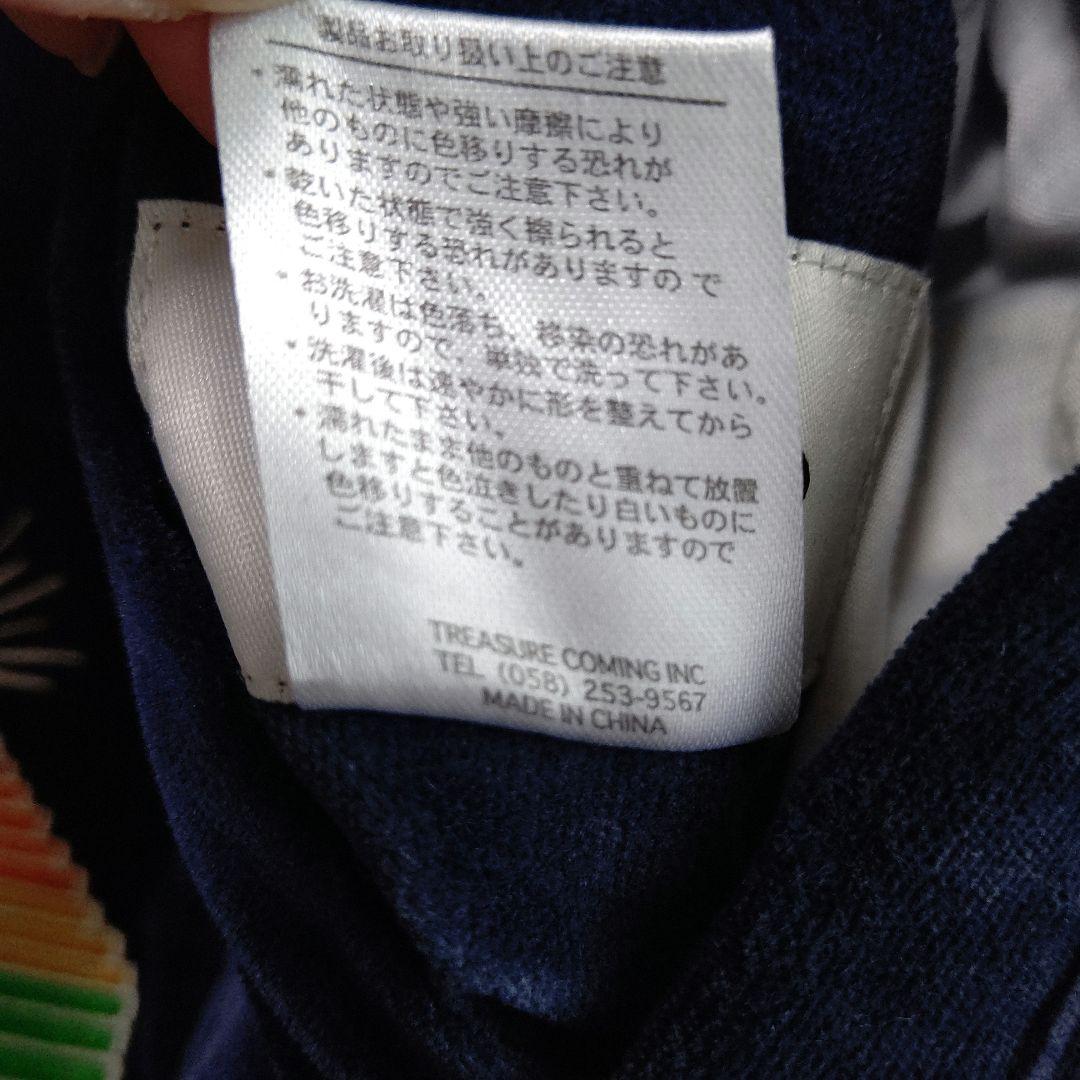 製品お取り扱い上のご注意
・濡れた状態や強い摩擦により
他のものに色移りする恐れが
ありますのでご注意下さい。
・乾いた状態で強く擦られると
色移りする恐れがありますので
ご注意下さい。
・お洗濯は色落ち、移染の恐れがあ
りますので、単独で洗って下さい。
・洗濯後は速やかに形を整えてから
干して下さい。
・濡れたまま他のものと重ねて放置
しますと色泣きしたり白いものに
色移りすることがありますので
ご注意下さい。
TREASURE COMING INC
TEL (058) 253-9567
MADE IN CHINA